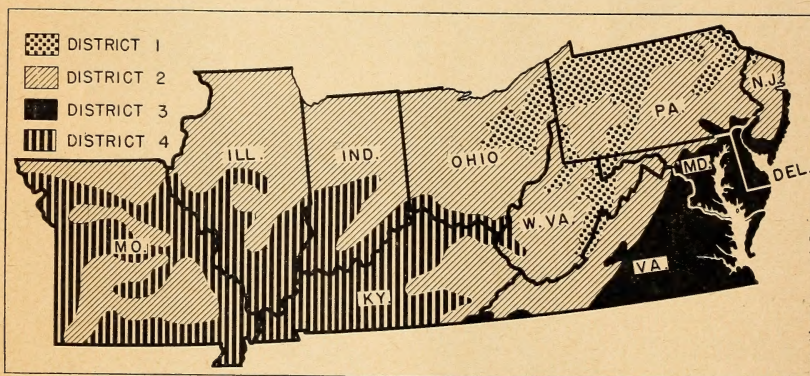 DISTRICT 1
DISTRICT 2
DISTRICT 3
DISTRICT 4
ILL.
IND.
OHIO
PA.
N.J.
MD.
DEL.
W. VA.
MO.
KY.
VA.